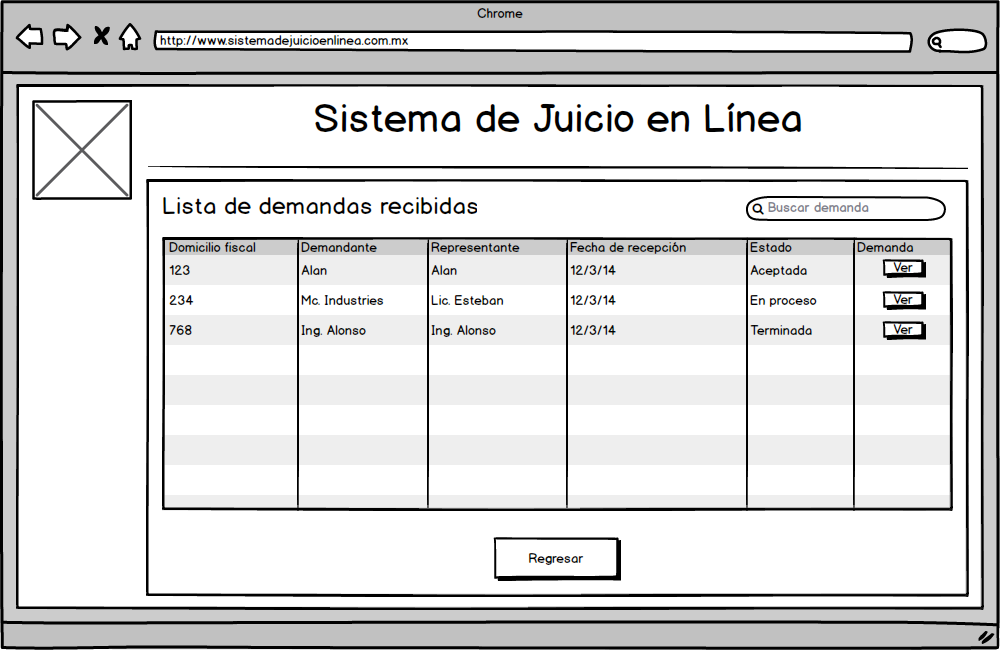 Chrome
http://www.sistemadejuicioenlinea.com.mx
Sistema de Juicio en Línea
Lista de demandas recibidas
Buscar demanda
Domicilio fiscal Demandante Representante Fecha de recepción Estado Demanda
123 Alan Alan 12/3/14 Aceptada Ver
234 Mc. Industries Lic. Esteban 12/3/14 En proceso Ver
768 Ing. Alonso Ing. Alonso 12/3/14 Terminada Ver
Regresar